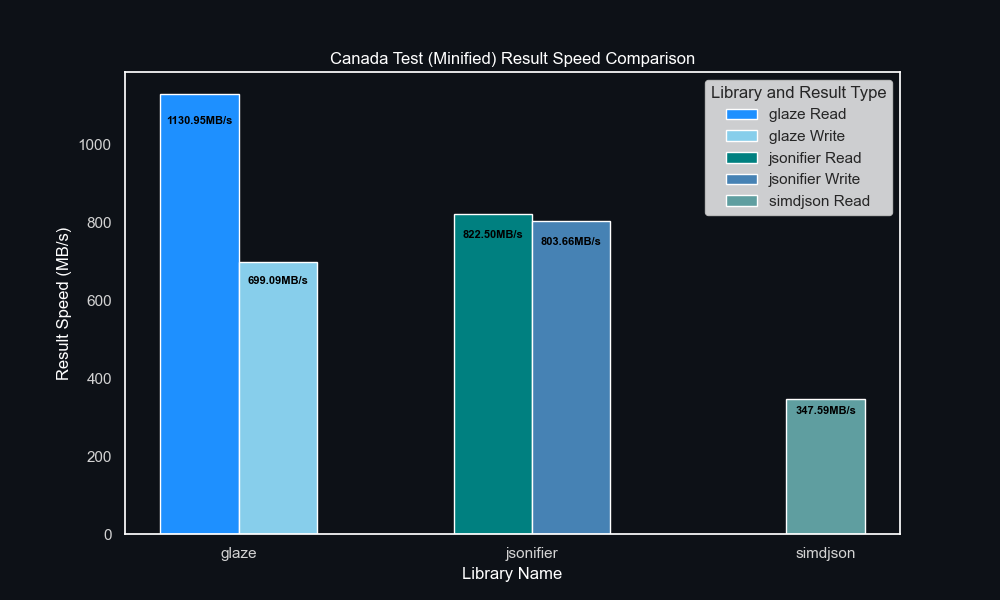 Canada Test (Minified) Result Speed Comparison
Library and Result Type
glaze Read
glaze Write
jsonifier Read
jsonifier Write
simdjson Read
1130.95MB/s
699.09MB/s
822.50MB/s
803.66MB/s
347.59MB/s
Result Speed (MB/s)
1000
800
600
400
200
0
glaze
jsonifier
simdjson
Library Name